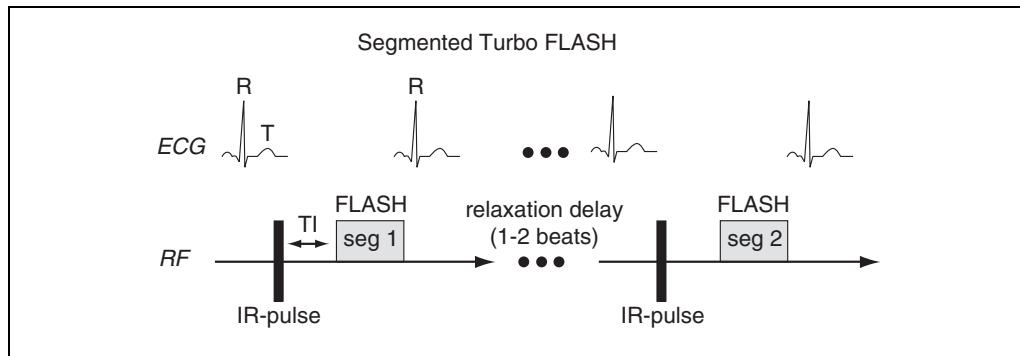 Segmented Turbo FLASH
R
R
T
ECG
FLASH
relaxation delay
FLASH
TI
(1-2 beats)
seg 1
seg 2
RF
IR-pulse
IR-pulse